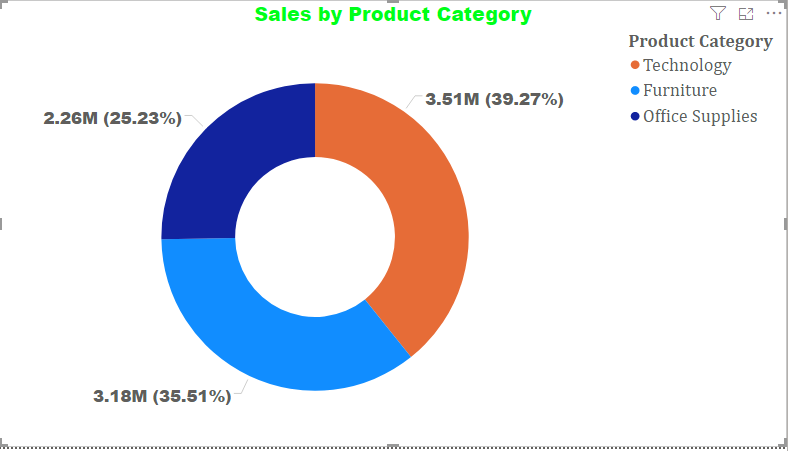 Sales by Product Category
Product Category
Technology
Furniture
Office Supplies
3.51M (39.27%)
2.26M (25.23%)
3.18M (35.51%)